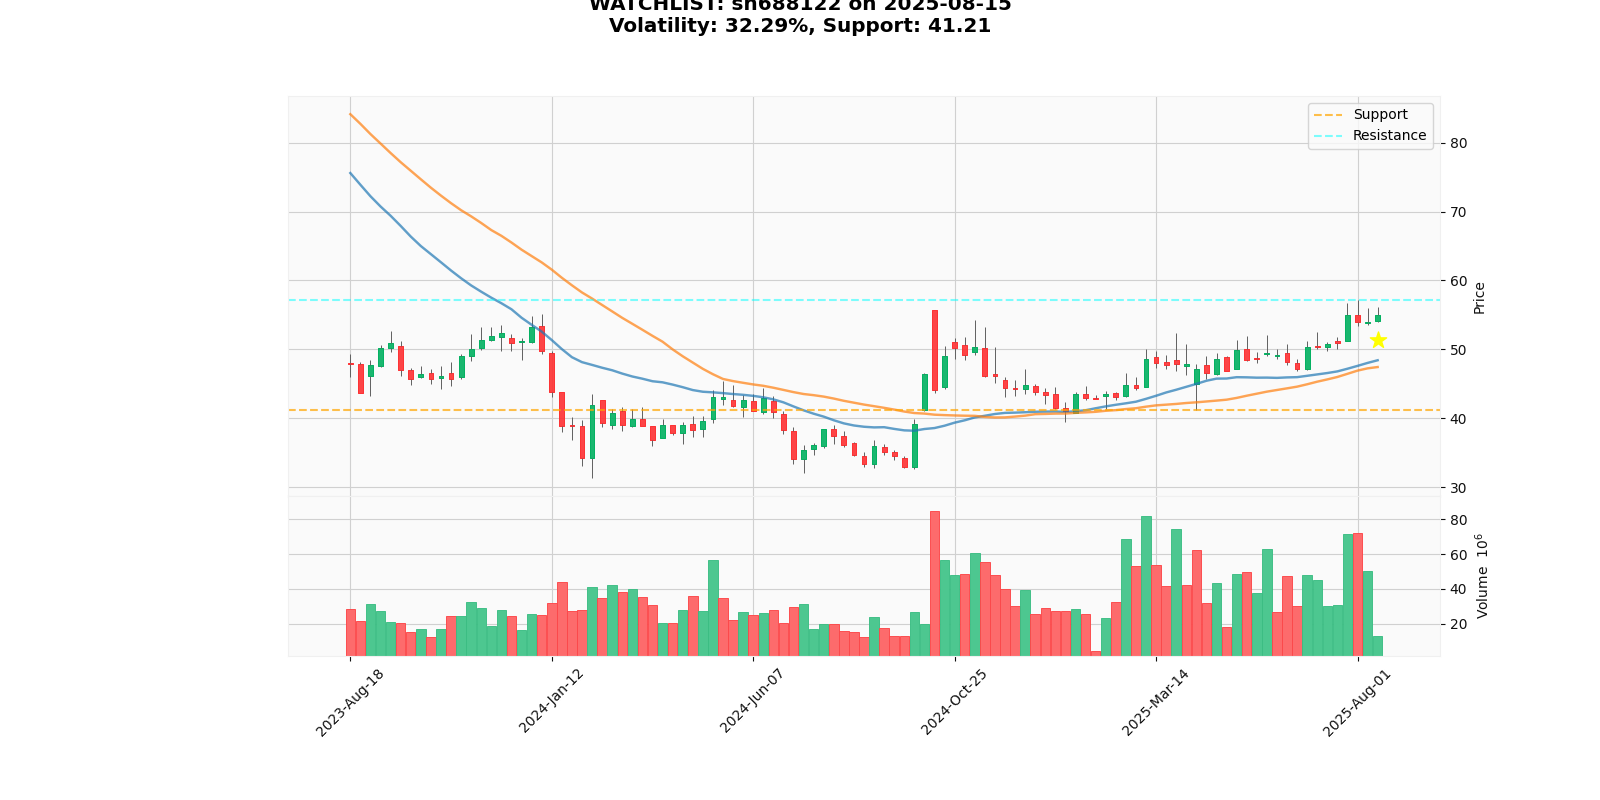 WATCHLIST: sh688122 on 2025-08-15
Volatility: 32.29%, Support: 41.21
Support
Resistance
80
70
60
50
40
30
Price
80
60
40
20
Volume 10^6
2023-Aug-18
2024-Jan-12
2024-Jun-07
2024-Oct-25
2025-Mar-14
2025-Aug-01